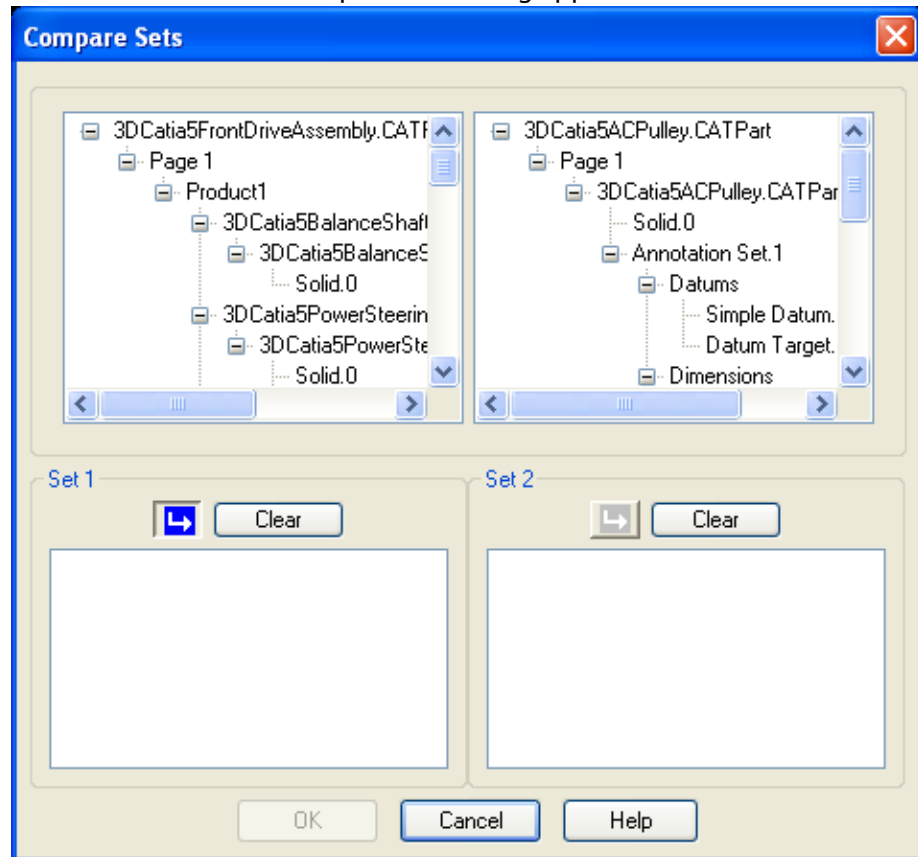 Compare Sets
3DCatia5FrontDriveAssembly.CATF
Page 1
Product1
3DCatia5BalanceShaft
3DCatia5BalanceS
Solid.0
3DCatia5PowerSteerin
3DCatia5PowerSte
Solid.0
3DCatia5ACPulley.CATPart
Page 1
3DCatia5ACPulley.CATPar
Solid.0
Annotation Set.1
Datums
Simple Datum.
Datum Target.
Dimensions
Set 1
Clear
Set 2
Clear
OK
Cancel
Help